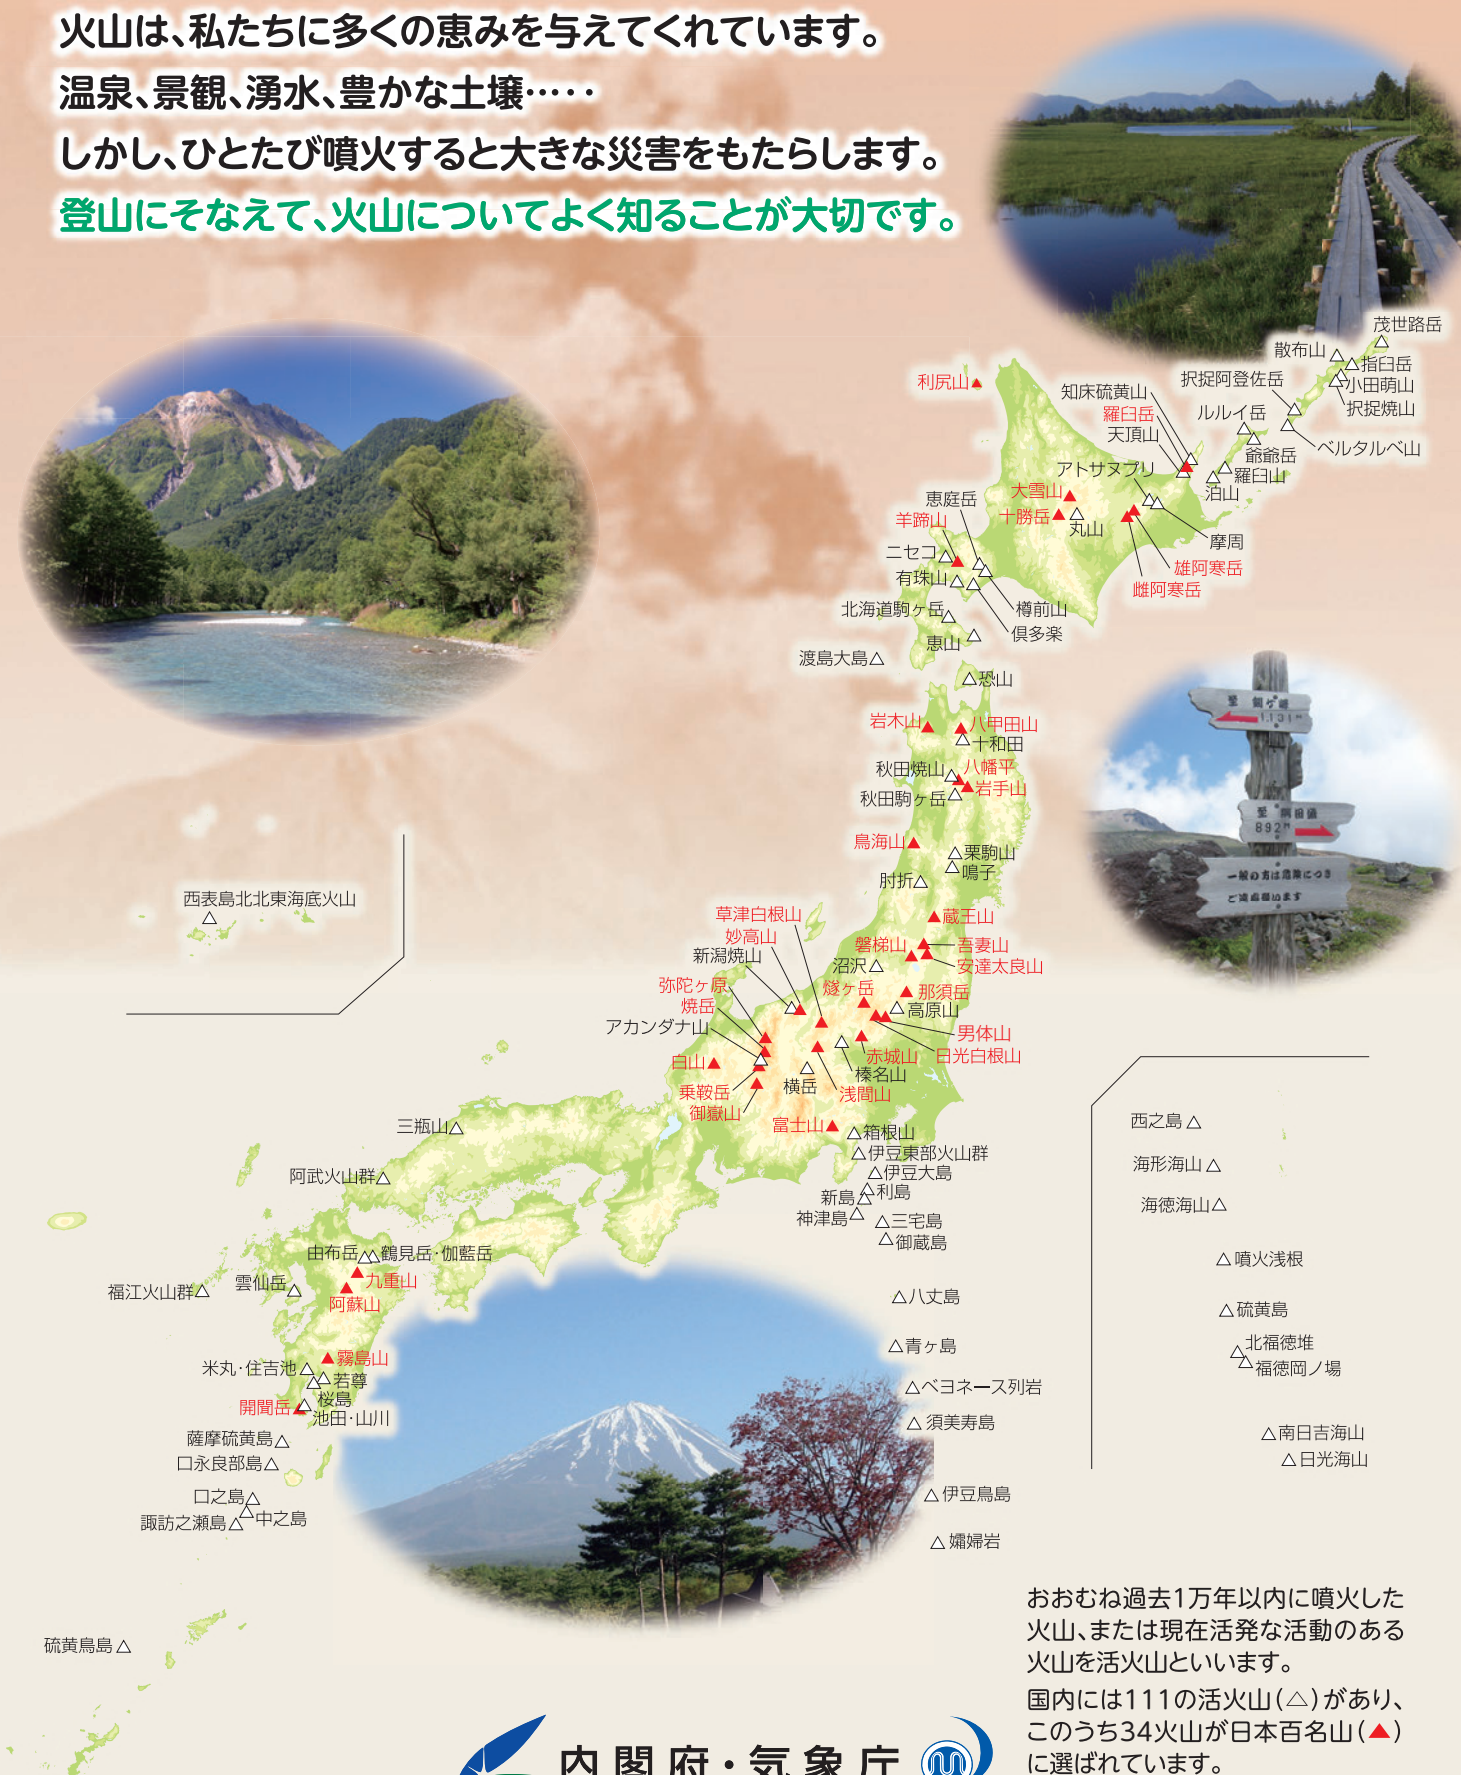 火山は、私たちに多くの恵みを与えてくれています。
温泉、景観、湧水、豊かな土壌・・・・・
しかし、ひとたび噴火すると大きな災害をもたらします。
登山にそなえて、火山についてよく知ることが大切です。
茂世路岳
散布山
指臼岳
小田萌山
択捉焼山
択捉阿登佐岳
ベルタルベ山
ルルイ岳
爺爺岳
羅臼山
泊山
利尻山
知床硫黄山
羅臼岳
天頂山
アトサヌプリ
大雪山
十勝岳
丸山
摩周
雄阿寒岳
雌阿寒岳
恵庭岳
羊蹄山
ニセコ
有珠山
樽前山
倶多楽
北海道駒ヶ岳
恵山
渡島大島
恐山
岩木山
八甲田山
十和田
秋田焼山
八幡平
岩手山
秋田駒ヶ岳
鳥海山
栗駒山
鳴子
肘折
蔵王山
磐梯山
吾妻山
安達太良山
沼沢
燧ヶ岳
那須岳
高原山
男体山
日光白根山
赤城山
榛名山
浅間山
草津白根山
妙高山
新潟焼山
弥陀ヶ原
焼岳
アカンダナ山
白山
乗鞍岳
御嶽山
横岳
富士山
箱根山
伊豆東部火山群
伊豆大島
利島
新島
神津島
三宅島
御蔵島
八丈島
青ヶ島
ベヨネース列岩
須美寿島
伊豆鳥島
孀婦岩
至 銅ヶ
1.131M
892M
一般の方は危険につき
ご遠慮願います
西表島北北東海底火山
三瓶山
阿武火山群
由布岳
鶴見岳・伽藍岳
九重山
阿蘇山
雲仙岳
福江火山群
霧島山
米丸・住吉池
若尊
桜島
池田・山川
開聞岳
薩摩硫黄島
口永良部島
口之島
中之島
諏訪之瀬島
硫黄鳥島
西之島
海形海山
海徳海山
噴火浅根
硫黄島
北福徳堆
福徳岡ノ場
南日吉海山
日光海山
おおむね過去1万年以内に噴火した
火山、または現在活発な活動のある
火山を活火山といいます。
国内には111の活火山（△）があり、
このうち34火山が日本百名山（▲）
に選ばれています。
内閣府・気象庁